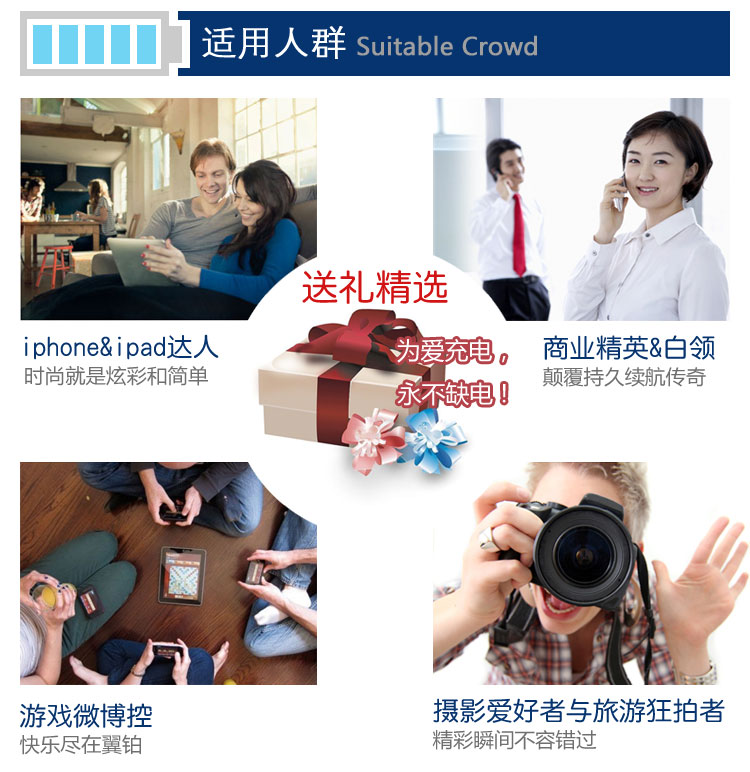 适用人群 Suitable Crowd
送礼精选
为爱充电，
永不缺电！
iphone&ipad达人
时尚就是炫彩和简单
商业精英&白领
颠覆持久续航传奇
游戏微博控
快乐尽在翼铂
摄影爱好者与旅游狂拍者
精彩瞬间不容错过